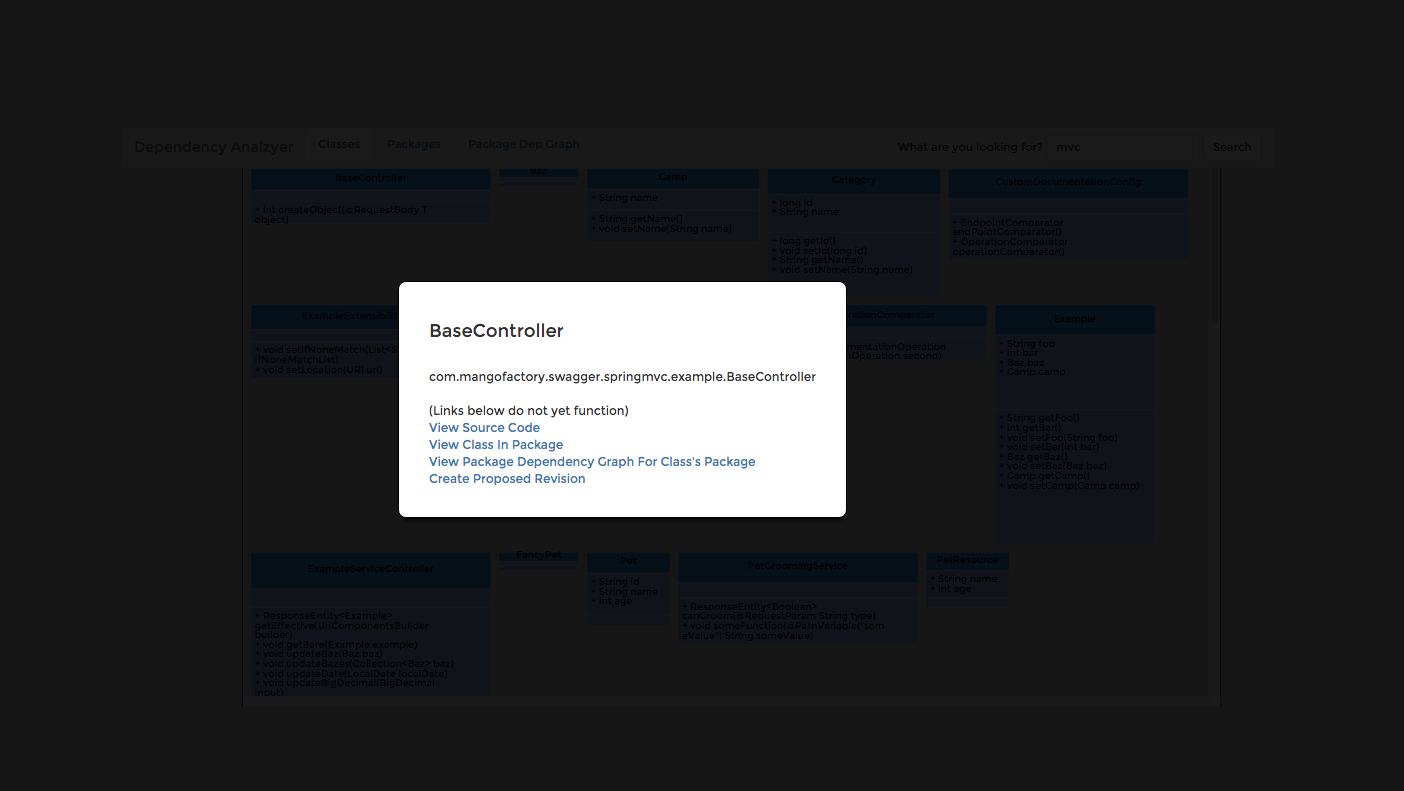 Dependency Analzyer Classes Packages Package Dep Graph What are you looking for? mvc Search
BaseController
+ int createObject(@RequestBody T
object)
Baz
Camp
+ String name
+ String getName()
+ void setName(String name)
Category
+ long id
+ String name
+ long getId()
+ void setId(long id)
+ String getName()
+ void setName(String name)
CustomDocumentationConfig
+ EndpointComparator
endPointComparator()
+ OperationComparator
operationComparator()
ExampleExtensibilit
+ void setIfNoneMatch(List<S
ifNoneMatchList)
+ void setLocation(URI uri)
BaseController
com.mangofactory.swagger.springmvc.example.BaseController
(Links below do not yet function)
View Source Code
View Class In Package
View Package Dependency Graph For Class's Package
Create Proposed Revision
rationComparator
mentationOperation
nOperation second)
Example
+ String foo
+ int bar
+ Baz baz
+ Camp camp
+ String getFoo()
+ int getBar()
+ void setFoo(String foo)
+ void setBar(int bar)
+ Baz getBaz()
+ void setBaz(Baz baz)
+ Camp getCamp()
+ void setCamp(Camp camp)
ExampleServiceController
+ ResponseEntity<Example>
getEffective(UriComponentsBuilder
builder)
+ void getBare(Example example)
+ void updateBaz(Baz baz)
+ void updateBazes(Collection<Baz> baz)
+ void updateDate(LocalDate localDate)
+ void updateBigDecimal(BigDecimal
input)
FancyPet
Pet
+ String id
+ String name
+ int age
PetGroomingService
+ ResponseEntity<Boolean>
canGroom(@RequestParam String type)
+ void someFunction(@PathVariable("som
eValue") String someValue)
PetResource
+ String name
+ int age